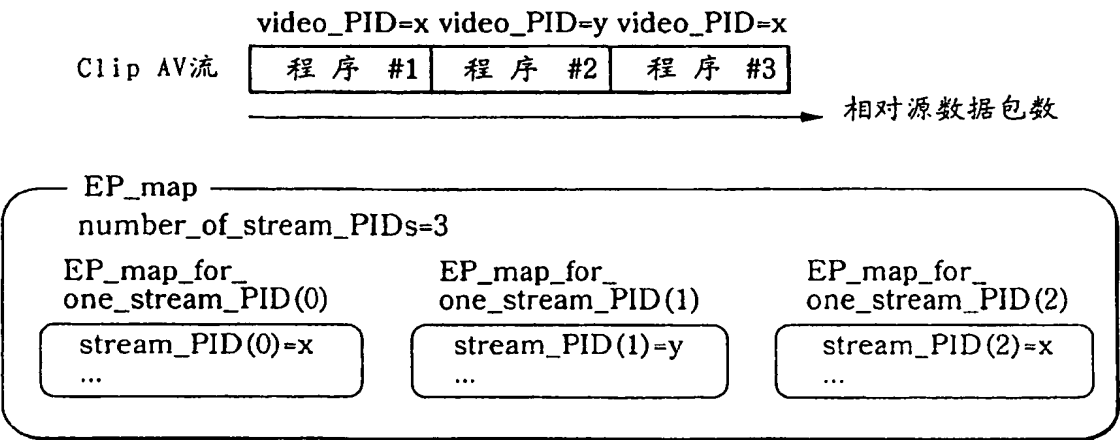 video_PID=x video_PID=y video_PID=x
Clip AV流 程序 #1 程序 #2 程序 #3
相对源数据包数
EP_map
number_of_stream_PIDs=3
EP_map_for_ EP_map_for_ EP_map_for_
one_stream_PID(0) one_stream_PID(1) one_stream_PID(2)
stream_PID(0)=x stream_PID(1)=y stream_PID(2)=x
... ... ...